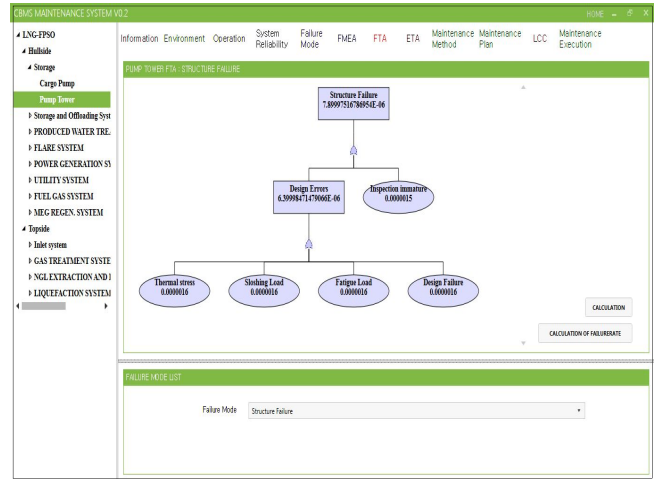 CBMS MAINTENANCE SYSTEM V0.2
HOME
LNG-FPSO
Hullside
Storage
Cargo Pump
Pump Tower
Storage and Offloading Syst
PRODUCED WATER TRE.
FLARE SYSTEM
POWER GENERATION SY
UTILITY SYSTEM
FUEL GAS SYSTEM
MEG REGEN. SYSTEM
Topside
Inlet system
GAS TREATMENT SYSTE
NGL EXTRACTION AND I
LIQUEFACTION SYSTEM
Information Environment Operation System Reliability Failure Mode FMEA FTA ETA Maintenance Method Maintenance Plan LCC Maintenance Execution
PUMP TOWER FTA : STRUCTURE FAILURE
Structure Failure
7.89997516786954E-06
Design Errors
6.39998471479066E-06
Inspection immature
0.0000015
Thermal stress
0.0000016
Sloshing Load
0.0000016
Fatigue Load
0.0000016
Design Failure
0.0000016
CALCULATION
CALCULATION OF FAILURERATE
FAILURE MODE LIST
Failure Mode
Structure Failure